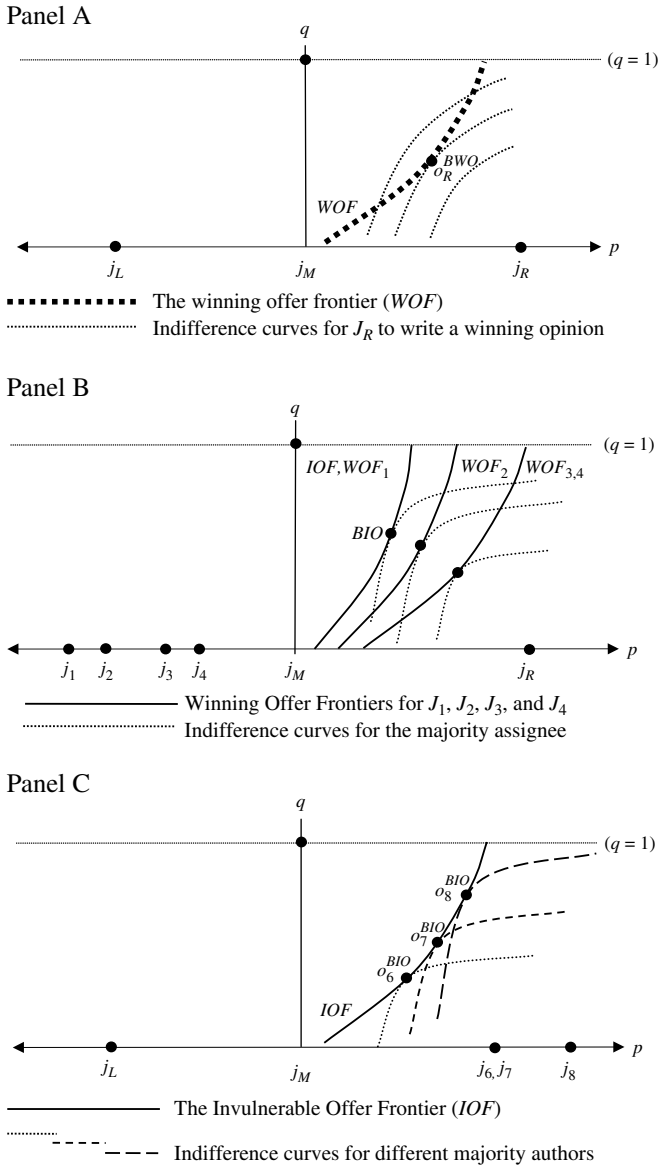 Panel A
q
(q = 1)
o_R^BWO
WOF
p
j_L
j_M
j_R
The winning offer frontier (WOF)
Indifference curves for J_R to write a winning opinion
Panel B
q
(q = 1)
IOF, WOF_1
WOF_2
WOF_3,4
BIO
p
j_1
j_2
j_3
j_4
j_M
j_R
Winning Offer Frontiers for J_1, J_2, J_3, and J_4
Indifference curves for the majority assignee
Panel C
q
(q = 1)
o_8^BIO
o_7^BIO
o_6^BIO
IOF
p
j_L
j_M
j_6, j_7
j_8
The Invulnerable Offer Frontier (IOF)
Indifference curves for different majority authors